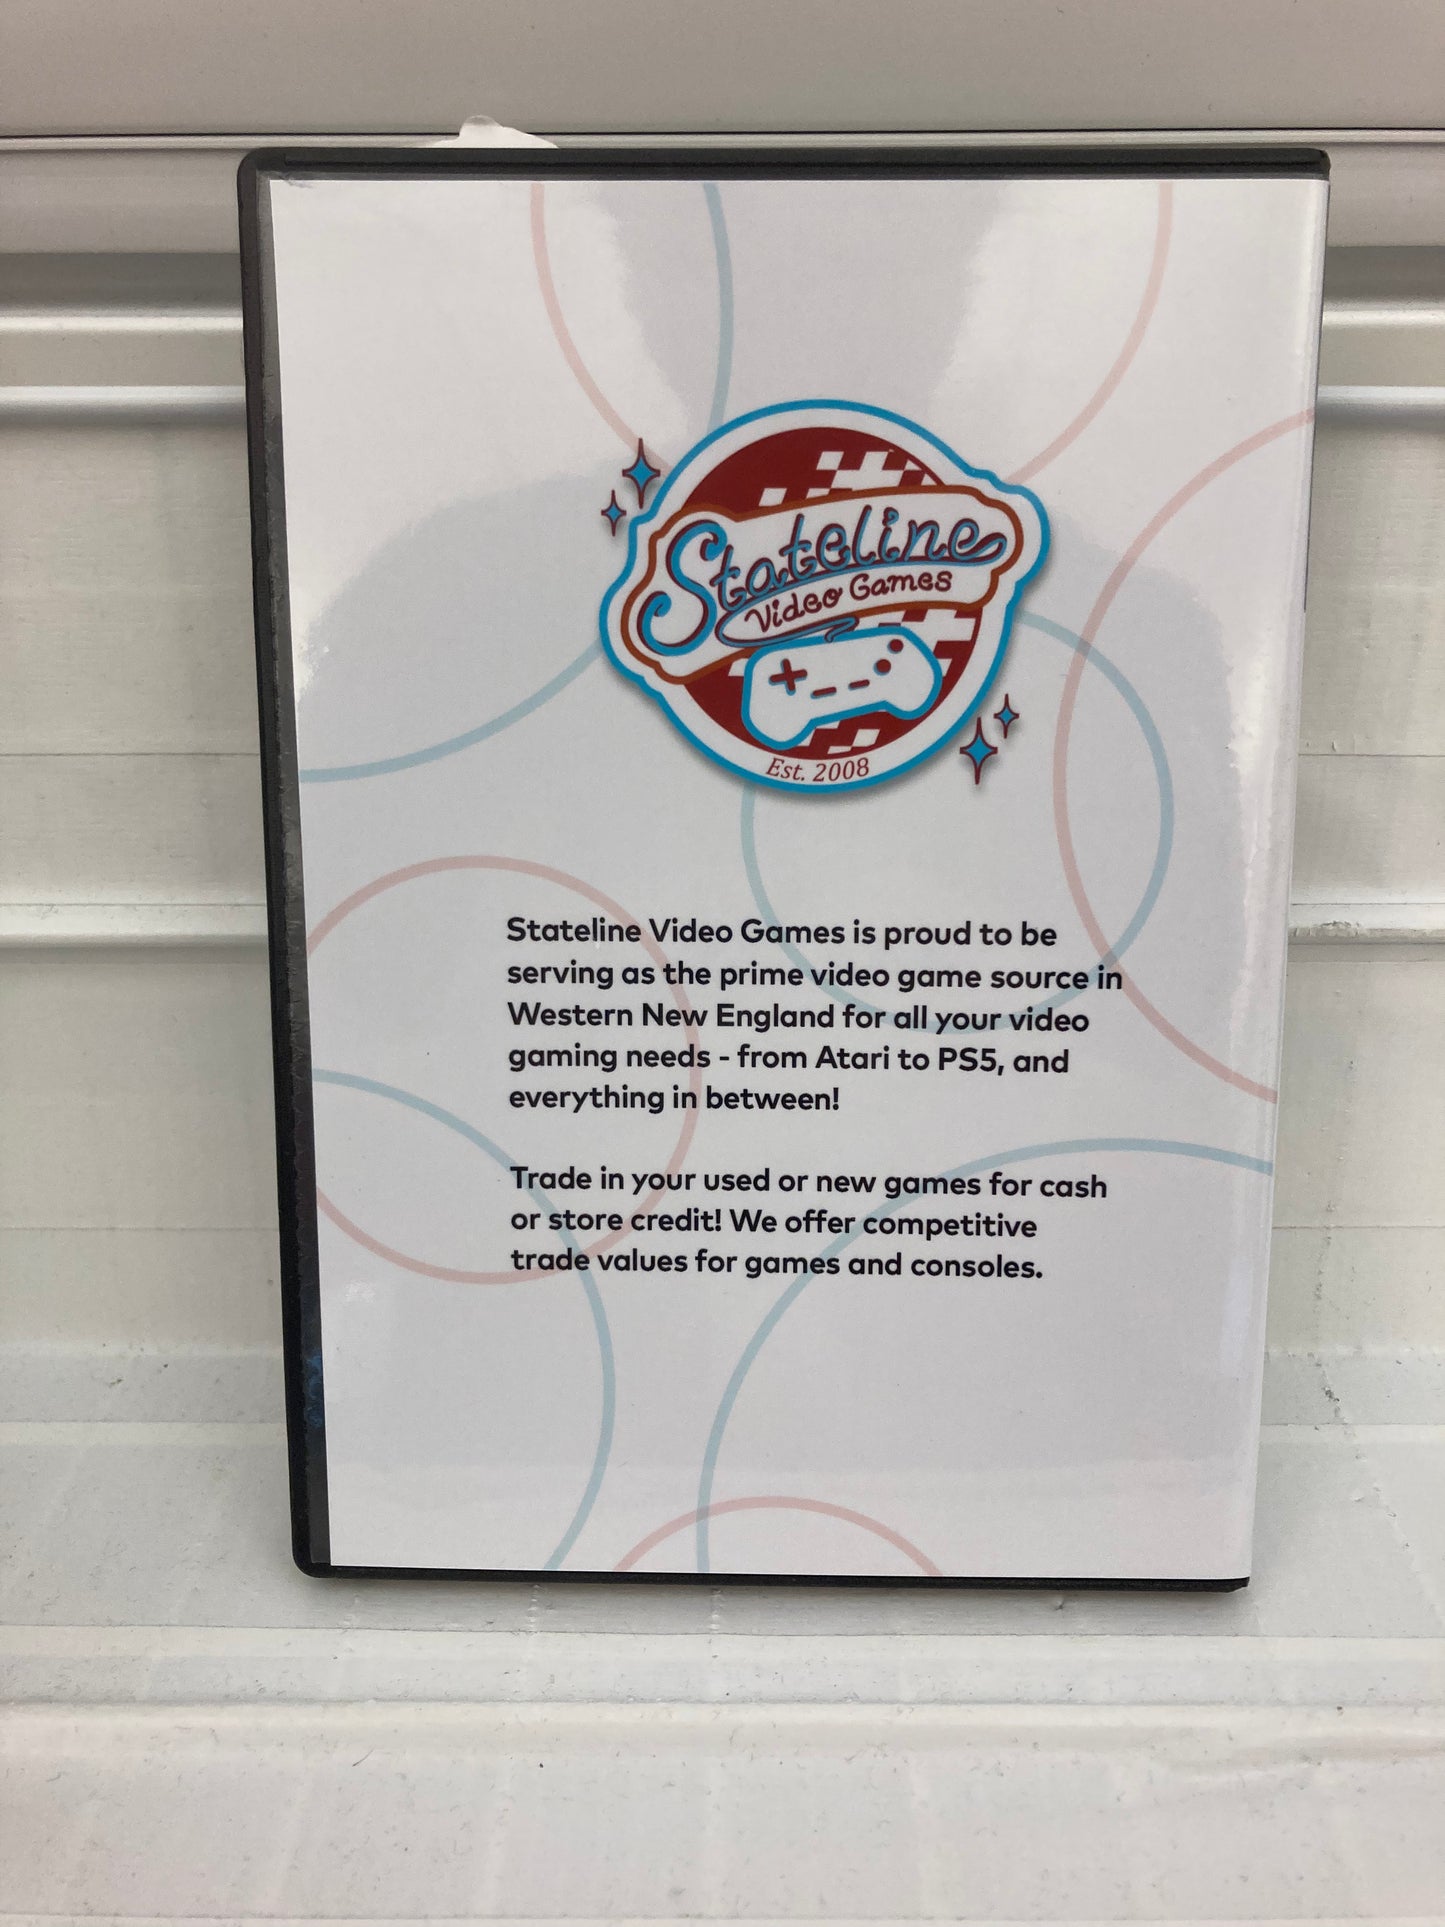 Stateline
Video Games
Est. 2008
Stateline Video Games is proud to be
serving as the prime video game source in
Western New England for all your video
gaming needs - from Atari to PS5, and
everything in between!
Trade in your used or new games for cash
or store credit! We offer competitive
trade values for games and consoles.